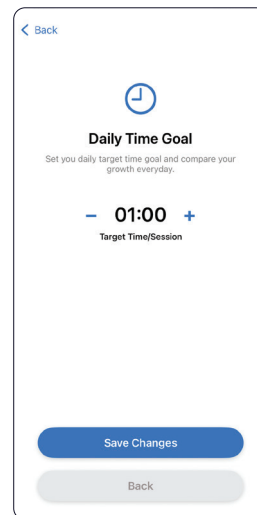 Back
Daily Time Goal
Set you daily target time goal and compare your
growth everyday.
– 01:00 +
Target Time/Session
Save Changes
Back